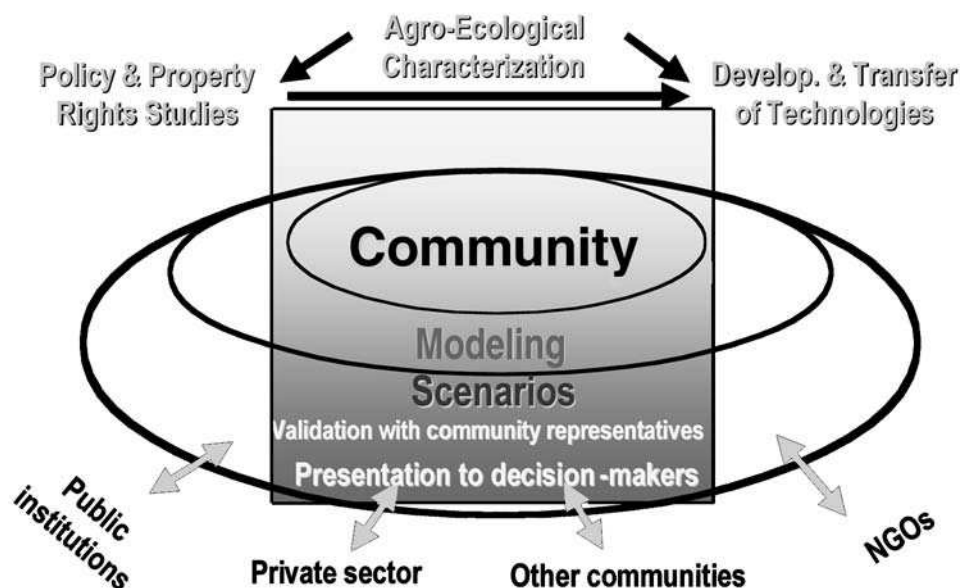 Agro-Ecological
Characterization
Policy & Property
Rights Studies
Develop. & Transfer
of Technologies
Community
Modeling
Scenarios
Validation with community representatives
Presentation to decision-makers
Public
institutions
Private sector
Other communities
NGOs